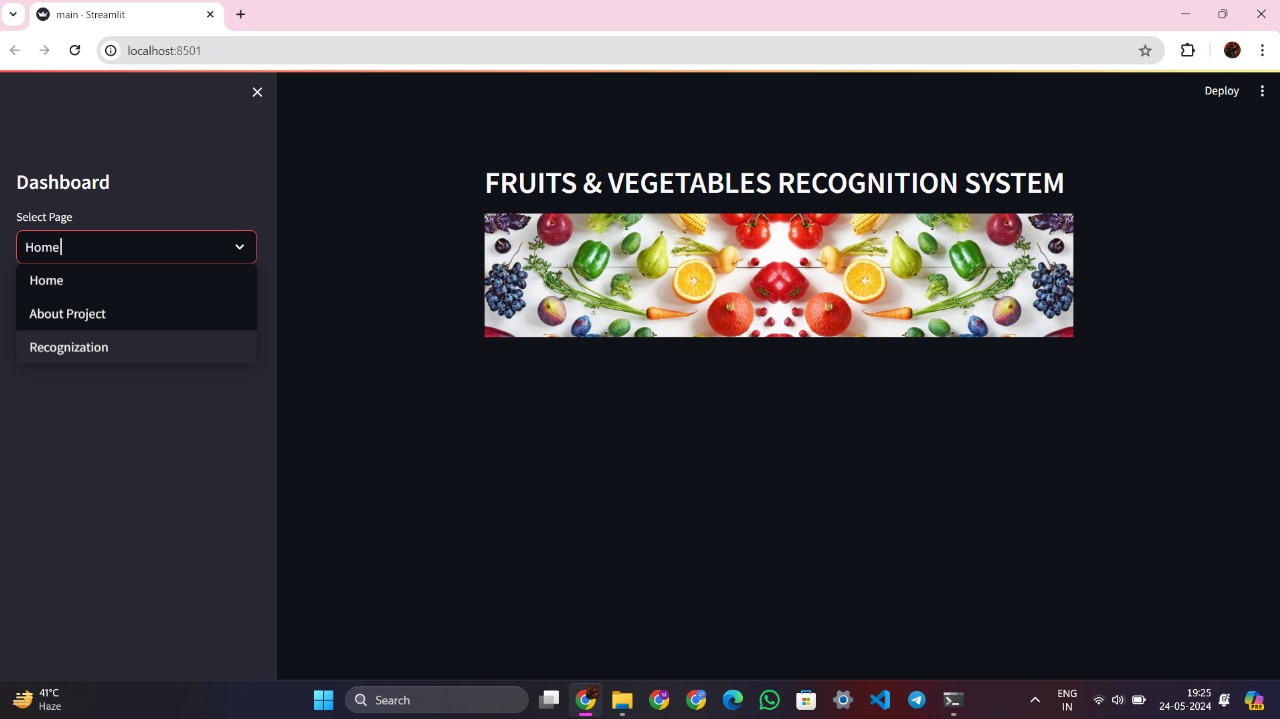 main - Streamlit
localhost:8501
Deploy
Dashboard
Select Page
Home
Home
About Project
Recognization
FRUITS & VEGETABLES RECOGNITION SYSTEM
41°C
Haze
Search
ENG
IN
19:25
24-05-2024
PRE